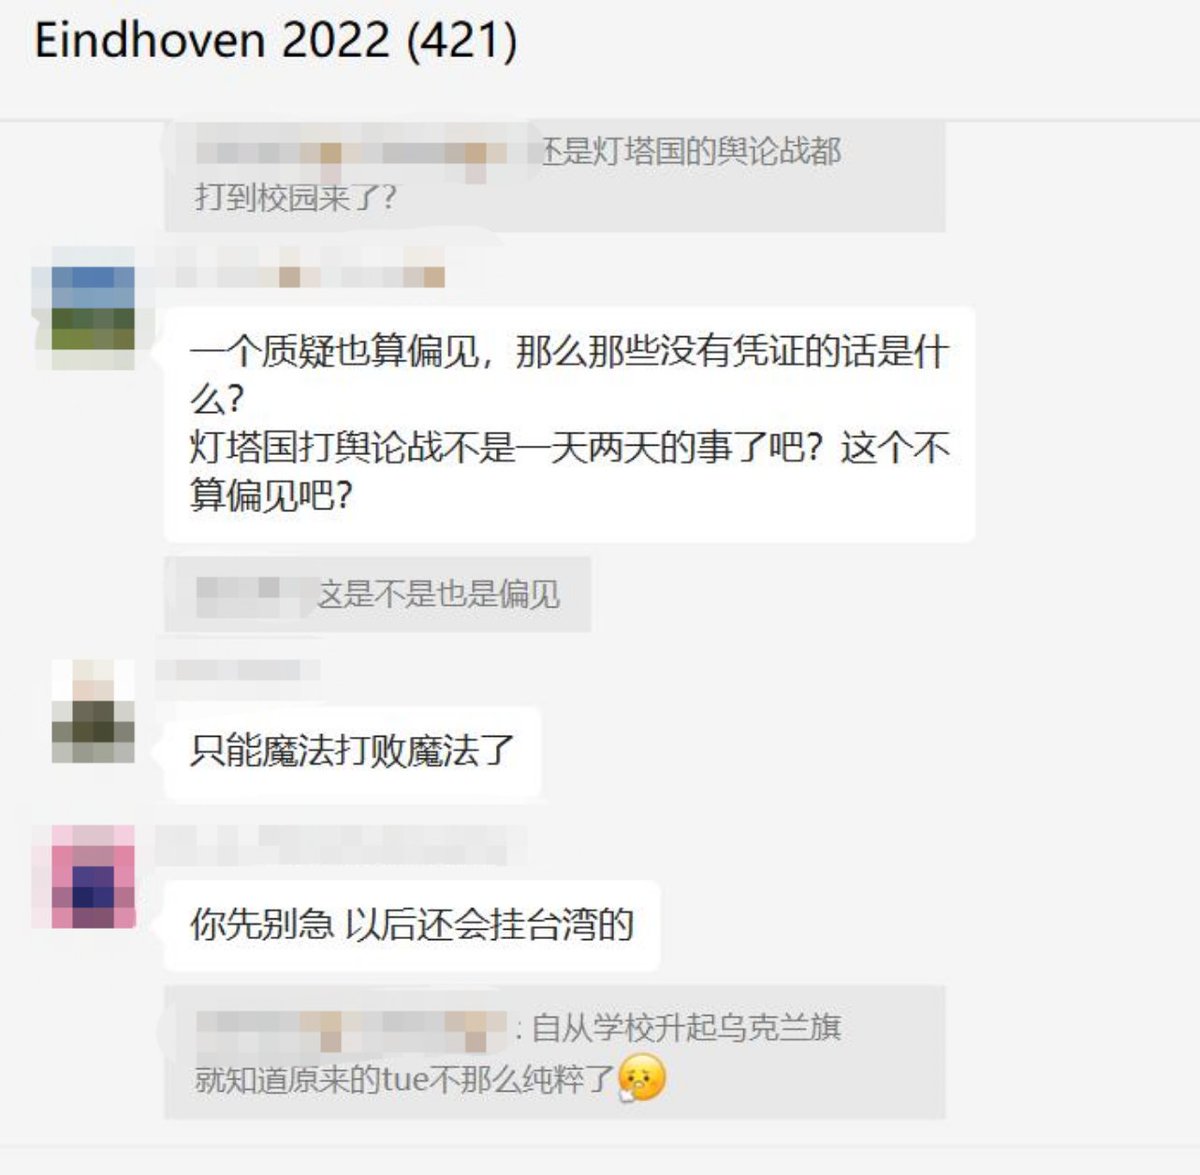 Eindhoven 2022 (421)
还是灯塔国的舆论战都
打到校园来了?
一个质疑也算偏见，那么那些没有凭证的话是什
么?
灯塔国打舆论战不是一天两天的事了吧？这个不
算偏见吧?
这是不是也是偏见
只能魔法打败魔法了
你先别急 以后还会挂台湾的
: 自从学校升起乌克兰旗
就知道原来的tue不那么纯粹了